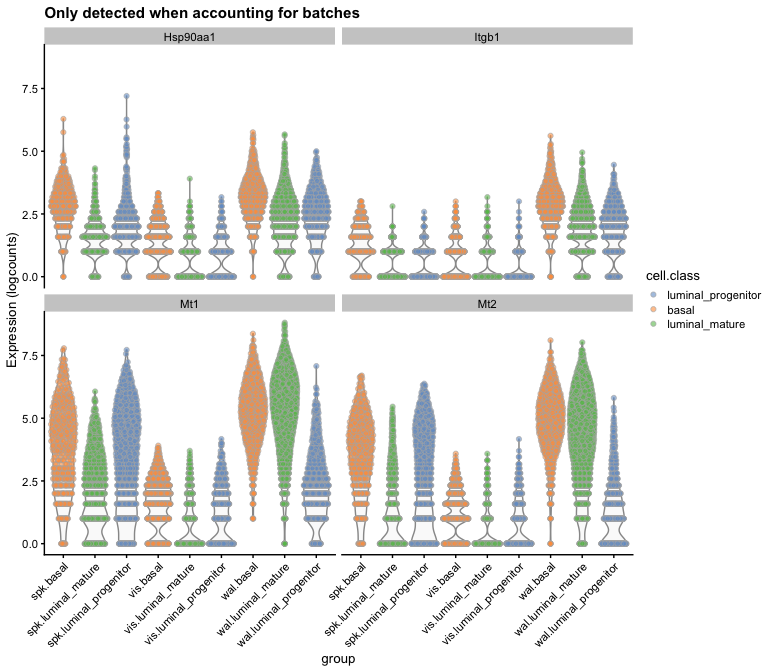 Only detected when accounting for batches
Hsp90aa1
Itgb1
7.5
5.0
2.5
0.0
Mt1
Mt2
7.5
5.0
2.5
0.0
Expression (logcounts)
spk.basal
spk.luminal_mature
spk.luminal_progenitor
vis.basal
vis.luminal_mature
vis.luminal_progenitor
wal.basal
wal.luminal_mature
wal.luminal_progenitor
spk.basal
spk.luminal_mature
spk.luminal_progenitor
vis.basal
vis.luminal_mature
vis.luminal_progenitor
wal.basal
wal.luminal_mature
wal.luminal_progenitor
group
cell.class
luminal_progenitor
basal
luminal_mature